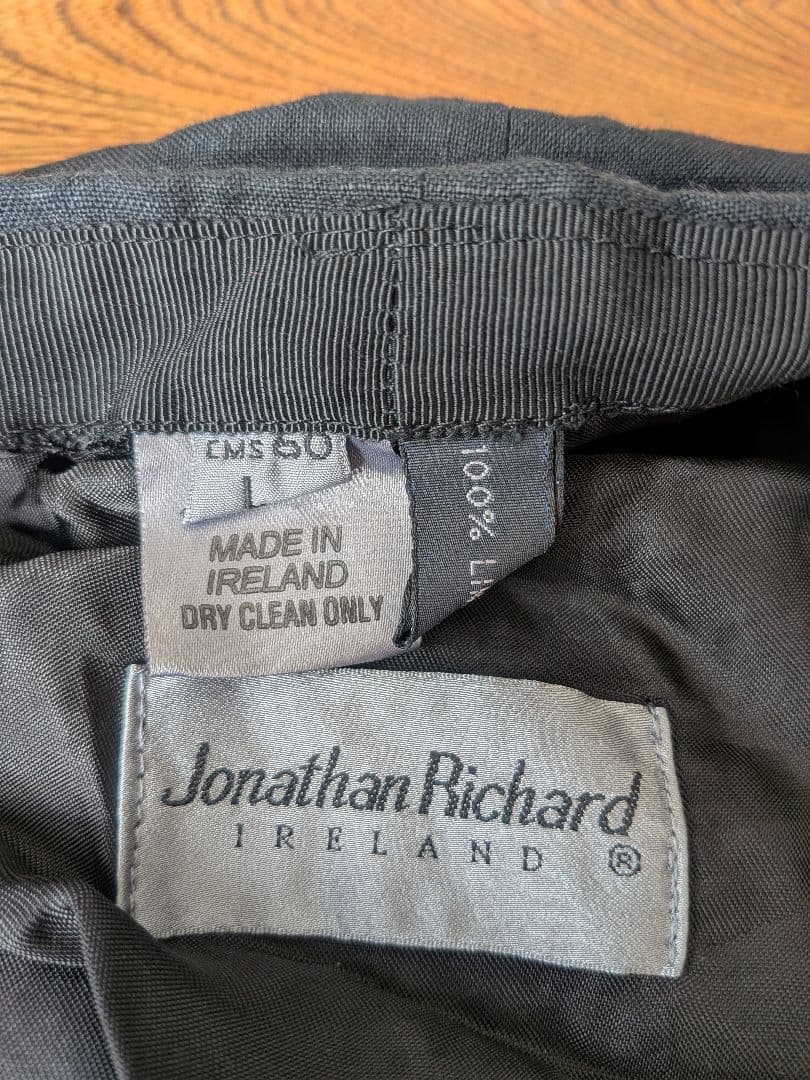 CMS 60
L
MADE IN
IRELAND
DRY CLEAN ONLY
100%
Jonathan Richard
IRELAND ®